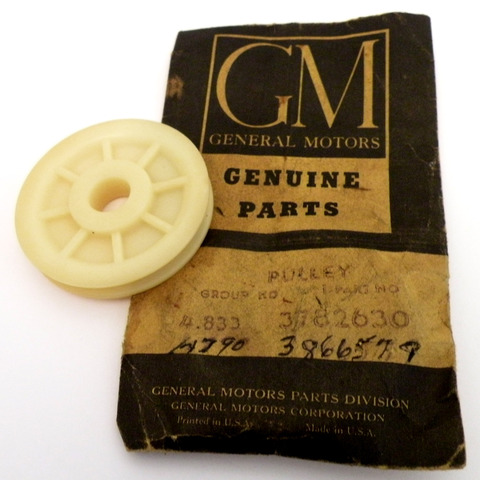 GM
GENERAL MOTORS
GENUINE
PARTS
PULLEY
GROUP NO PART NO
4.833 3782630
3866579
GENERAL MOTORS PARTS DIVISION
GENERAL MOTORS CORPORATION
Printed in U.S.A. Made in U.S.A.